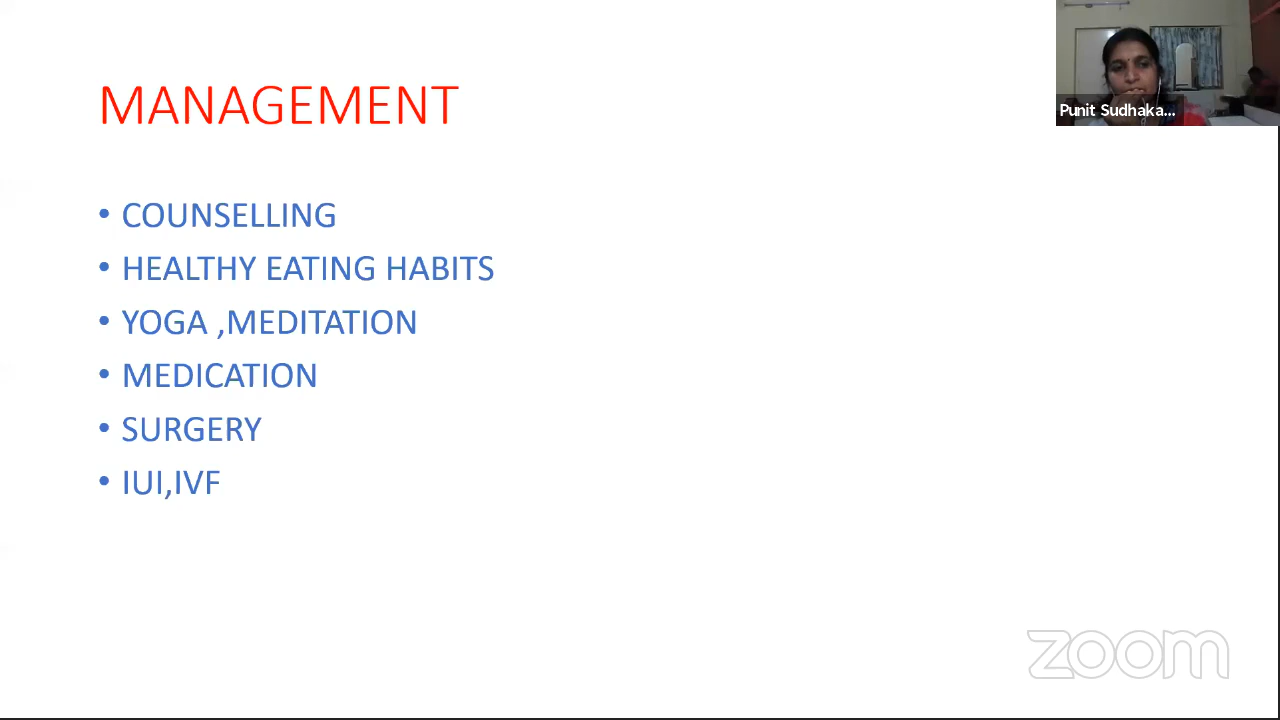 MANAGEMENT
Punit Sudhaka...
• COUNSELLING
• HEALTHY EATING HABITS
• YOGA ,MEDITATION
• MEDICATION
• SURGERY
• IUI,IVF
zoom